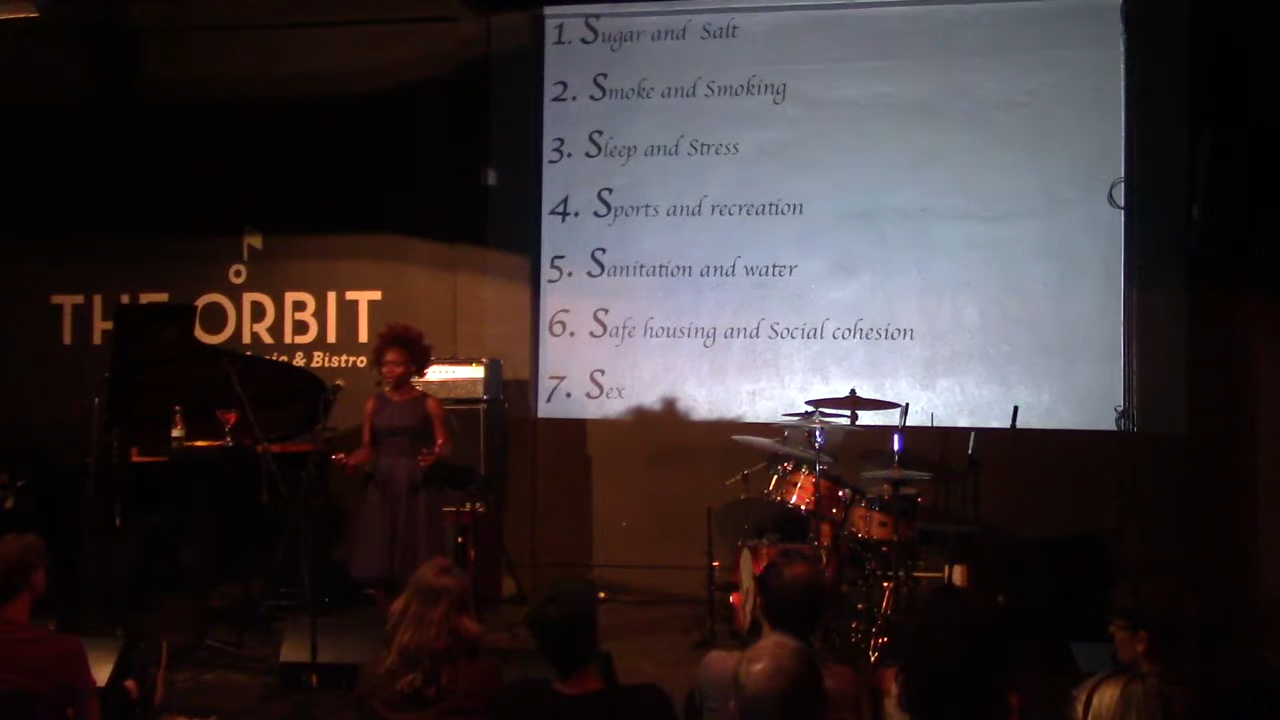 1. Sugar and Salt
2. Smoke and Smoking
3. Sleep and Stress
4. Sports and recreation
5. Sanitation and water
6. Safe housing and Social cohesion
7. Sex
THE ORBIT
& Bistro